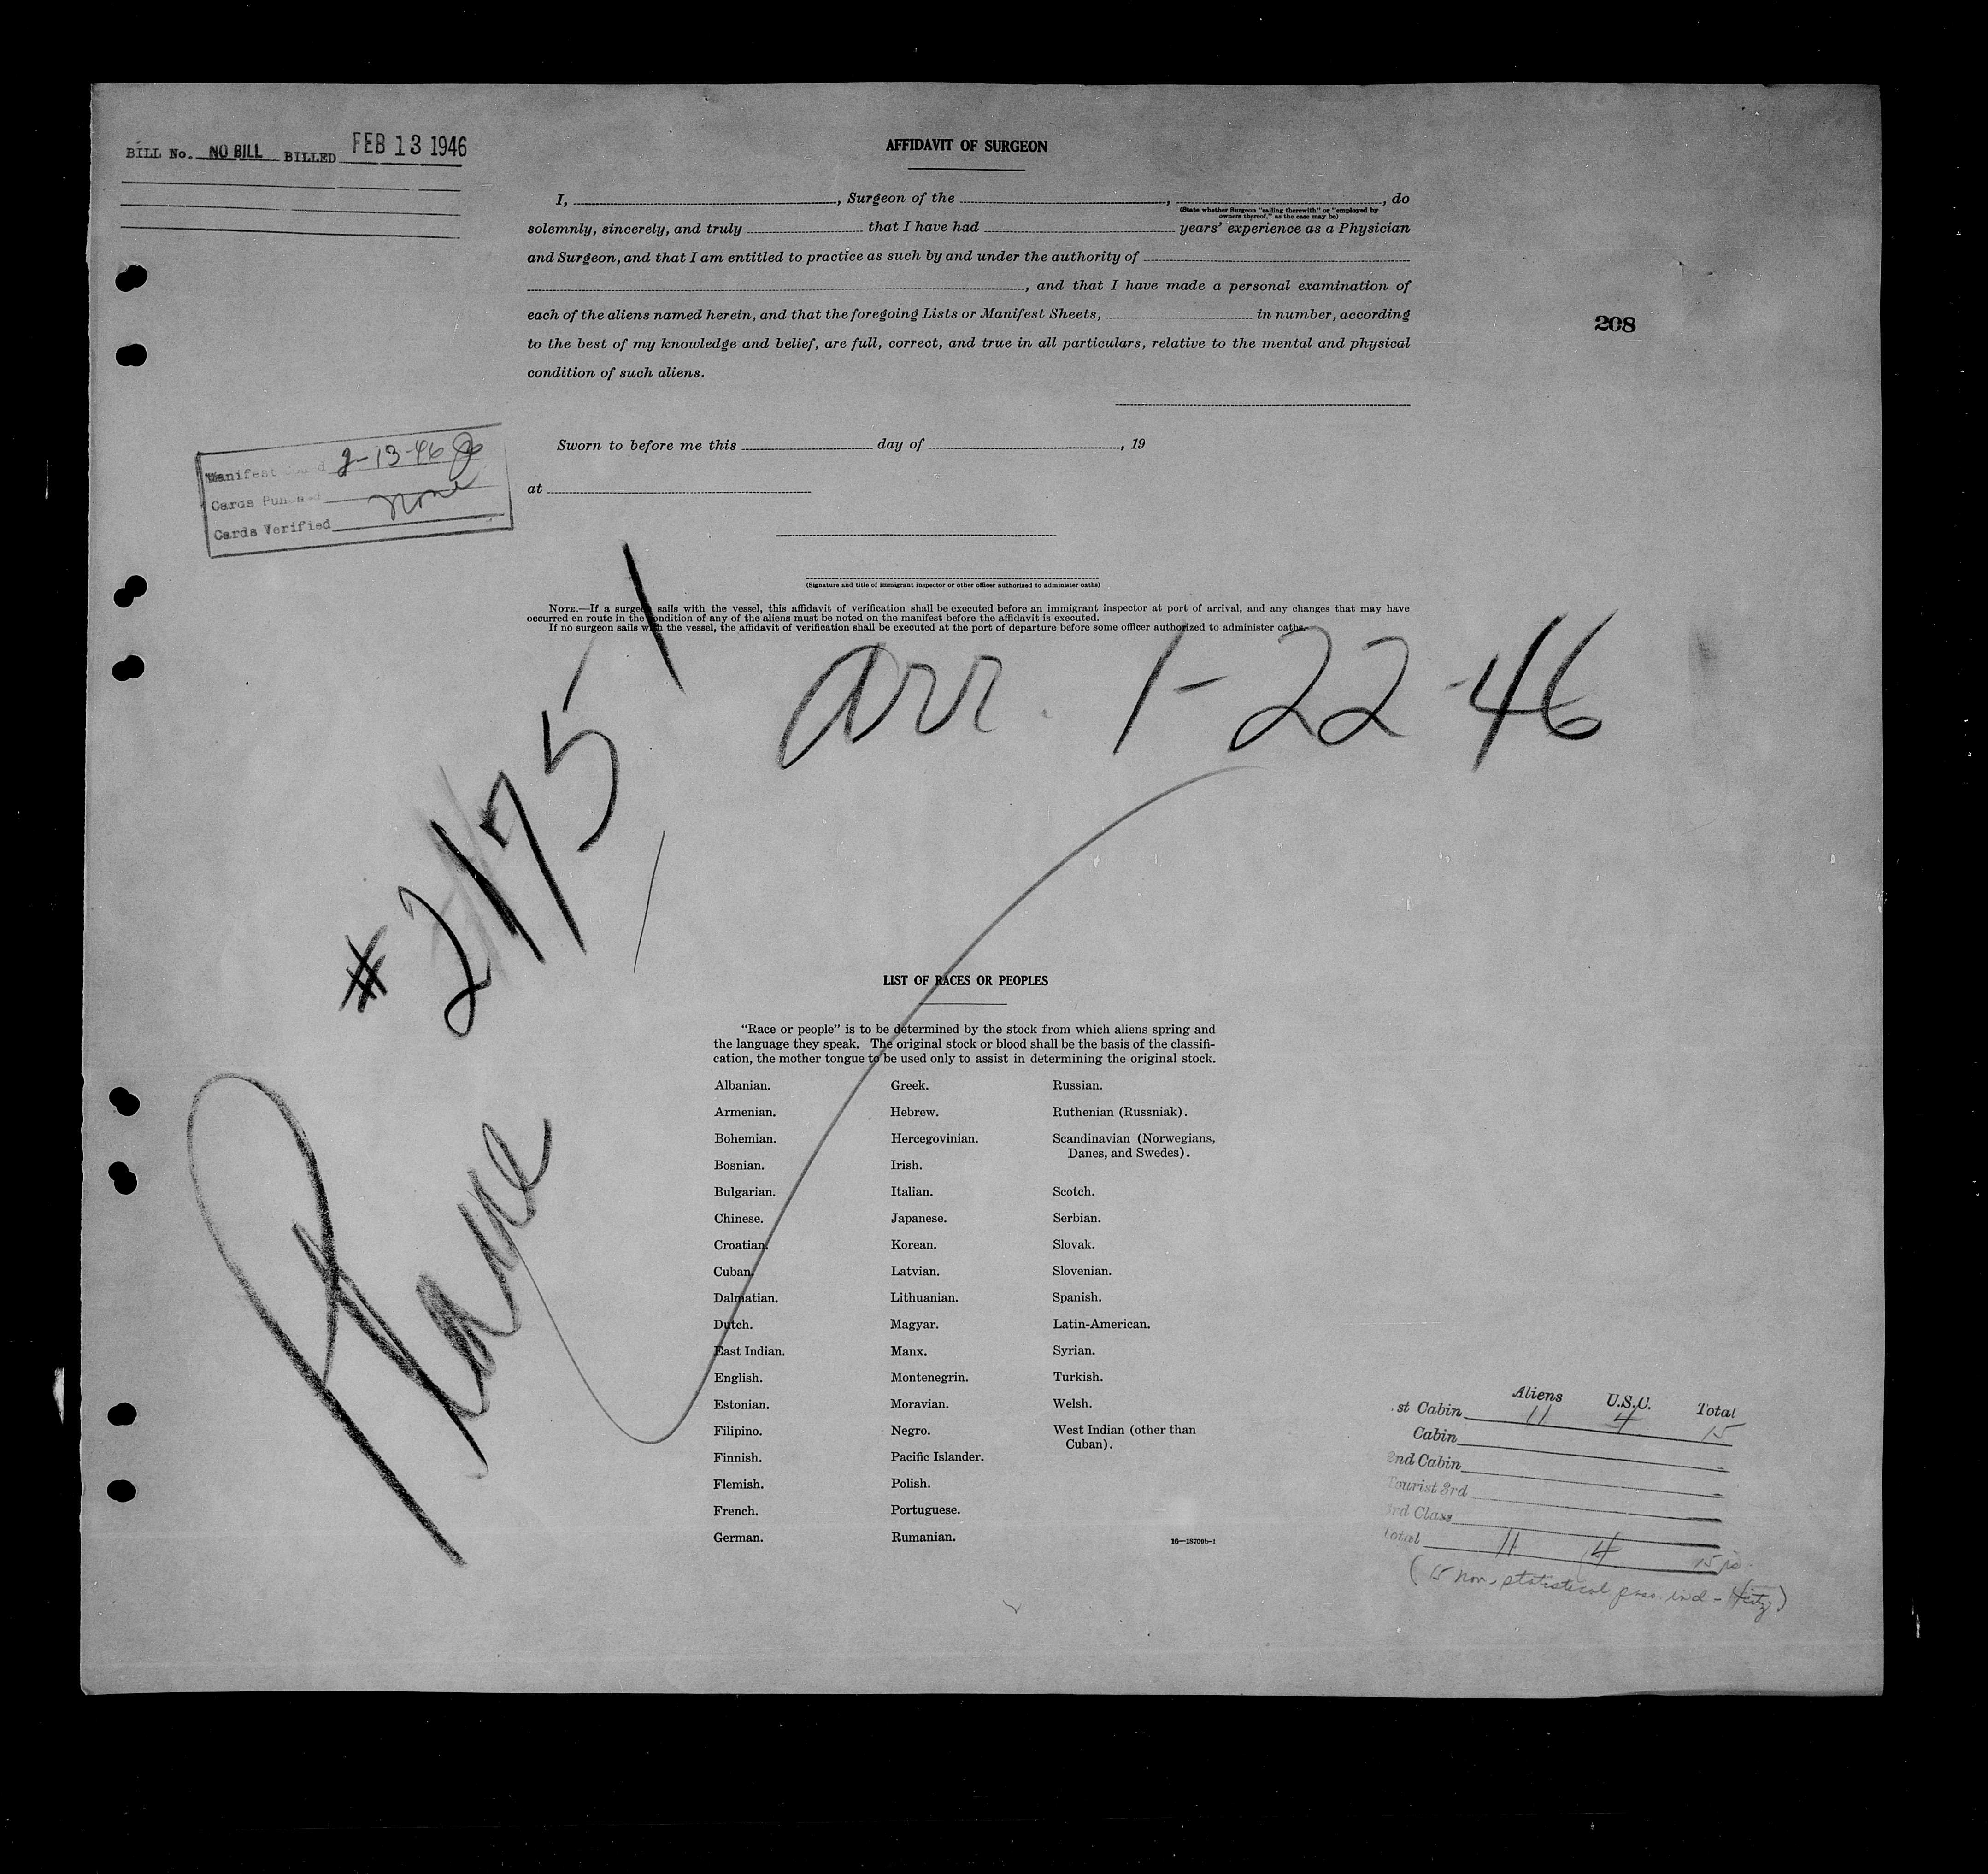 BILL No. NO BILL BILLED FEB 13 1946
AFFIDAVIT OF SURGEON
I, , Surgeon of the , , do
(State whether Surgeon "sailing therewith" or "employed by
owners thereof," as the case may be)
solemnly, sincerely, and truly that I have had years' experience as a Physician
and Surgeon, and that I am entitled to practice as such by and under the authority of
, and that I have made a personal examination of
each of the aliens named herein, and that the foregoing Lists or Manifest Sheets, in number, according
to the best of my knowledge and belief, are full, correct, and true in all particulars, relative to the mental and physical
condition of such aliens.
208
Manifest 2-13-46
Cards none
Cards Verified
Sworn to before me this day of , 19
at
(Signature and title of immigrant inspector or other officer authorized to administer oaths)
NOTE.—If a surgeon sails with the vessel, this affidavit of verification shall be executed before an immigrant inspector at port of arrival, and any changes that may have
occurred en route in the condition of any of the aliens must be noted on the manifest before the affidavit is executed.
If no surgeon sails with the vessel, the affidavit of verification shall be executed at the port of departure before some officer authorized to administer oaths.
arr. 1-22-46
# 2175-1
Plane
LIST OF RACES OR PEOPLES
"Race or people" is to be determined by the stock from which aliens spring and
the language they speak. The original stock or blood shall be the basis of the classifi-
cation, the mother tongue to be used only to assist in determining the original stock.
Albanian. Greek. Russian.
Armenian. Hebrew. Ruthenian (Russniak).
Bohemian. Hercegovinian. Scandinavian (Norwegians,
Danes, and Swedes).
Bosnian. Irish.
Bulgarian. Italian. Scotch.
Chinese. Japanese. Serbian.
Croatian. Korean. Slovak.
Cuban. Latvian. Slovenian.
Dalmatian. Lithuanian. Spanish.
Dutch. Magyar. Latin-American.
East Indian. Manx. Syrian.
English. Montenegrin. Turkish.
Estonian. Moravian. Welsh.
Filipino. Negro. West Indian (other than
Cuban).
Finnish. Pacific Islander.
Flemish. Polish.
French. Portuguese.
German. Rumanian.
16—18709b-1
Aliens U.S.C. Total
st Cabin 11 4 15
Cabin
2nd Cabin
Tourist 3rd
3rd Class
Total 11 4 15
(15 non-statistical pass ind -